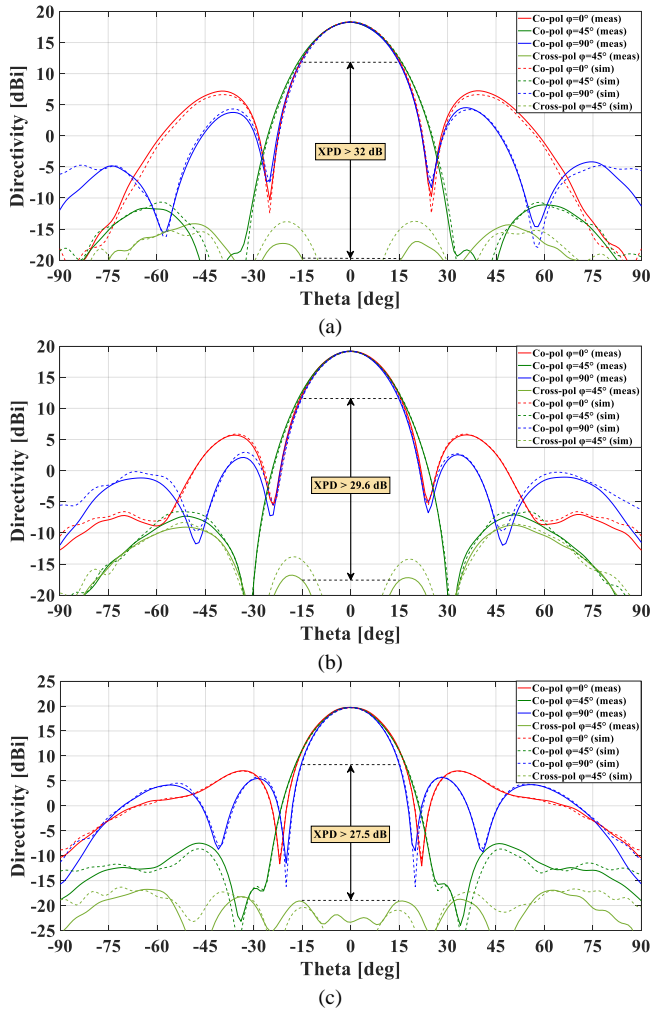 20
15
10
5
0
-5
-10
-15
-20
Directivity [dBi]
Co-pol φ=0° (meas)
Co-pol φ=45° (meas)
Co-pol φ=90° (meas)
Cross-pol φ=45° (meas)
Co-pol φ=0° (sim)
Co-pol φ=45° (sim)
Co-pol φ=90° (sim)
Cross-pol φ=45° (sim)
XPD > 32 dB
-90 -75 -60 -45 -30 -15 0 15 30 45 60 75 90
Theta [deg]
(a)
20
15
10
5
0
-5
-10
-15
-20
Directivity [dBi]
Co-pol φ=0° (meas)
Co-pol φ=45° (meas)
Co-pol φ=90° (meas)
Cross-pol φ=45° (meas)
Co-pol φ=0° (sim)
Co-pol φ=45° (sim)
Co-pol φ=90° (sim)
Cross-pol φ=45° (sim)
XPD > 29.6 dB
-90 -75 -60 -45 -30 -15 0 15 30 45 60 75 90
Theta [deg]
(b)
25
20
15
10
5
0
-5
-10
-15
-20
-25
Directivity [dBi]
Co-pol φ=0° (meas)
Co-pol φ=45° (meas)
Co-pol φ=90° (meas)
Cross-pol φ=45° (meas)
Co-pol φ=0° (sim)
Co-pol φ=45° (sim)
Co-pol φ=90° (sim)
Cross-pol φ=45° (sim)
XPD > 27.5 dB
-90 -75 -60 -45 -30 -15 0 15 30 45 60 75 90
Theta [deg]
(c)